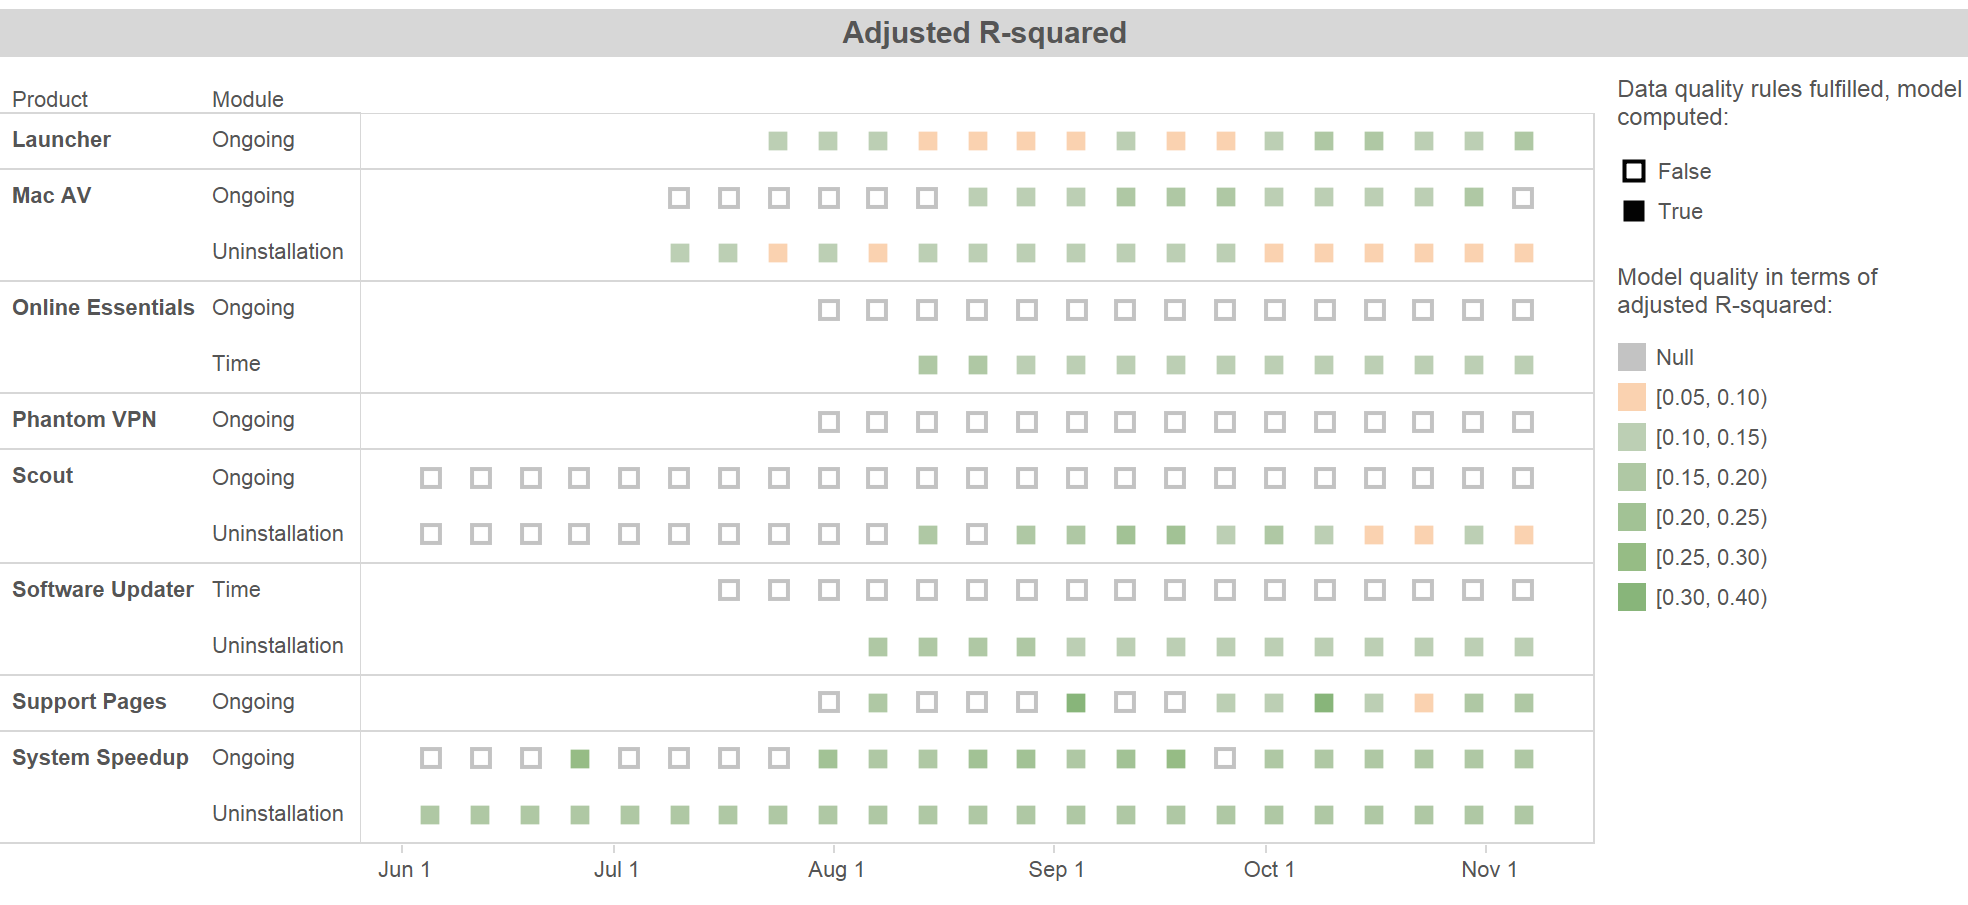 Adjusted R-squared
Product Module
Data quality rules fulfilled, model
computed:
False
True
Model quality in terms of
adjusted R-squared:
Null
[0.05, 0.10)
[0.10, 0.15)
[0.15, 0.20)
[0.20, 0.25)
[0.25, 0.30)
[0.30, 0.40)
Launcher Ongoing
Mac AV Ongoing
Uninstallation
Online Essentials Ongoing
Time
Phantom VPN Ongoing
Scout Ongoing
Uninstallation
Software Updater Time
Uninstallation
Support Pages Ongoing
System Speedup Ongoing
Uninstallation
Jun 1 Jul 1 Aug 1 Sep 1 Oct 1 Nov 1